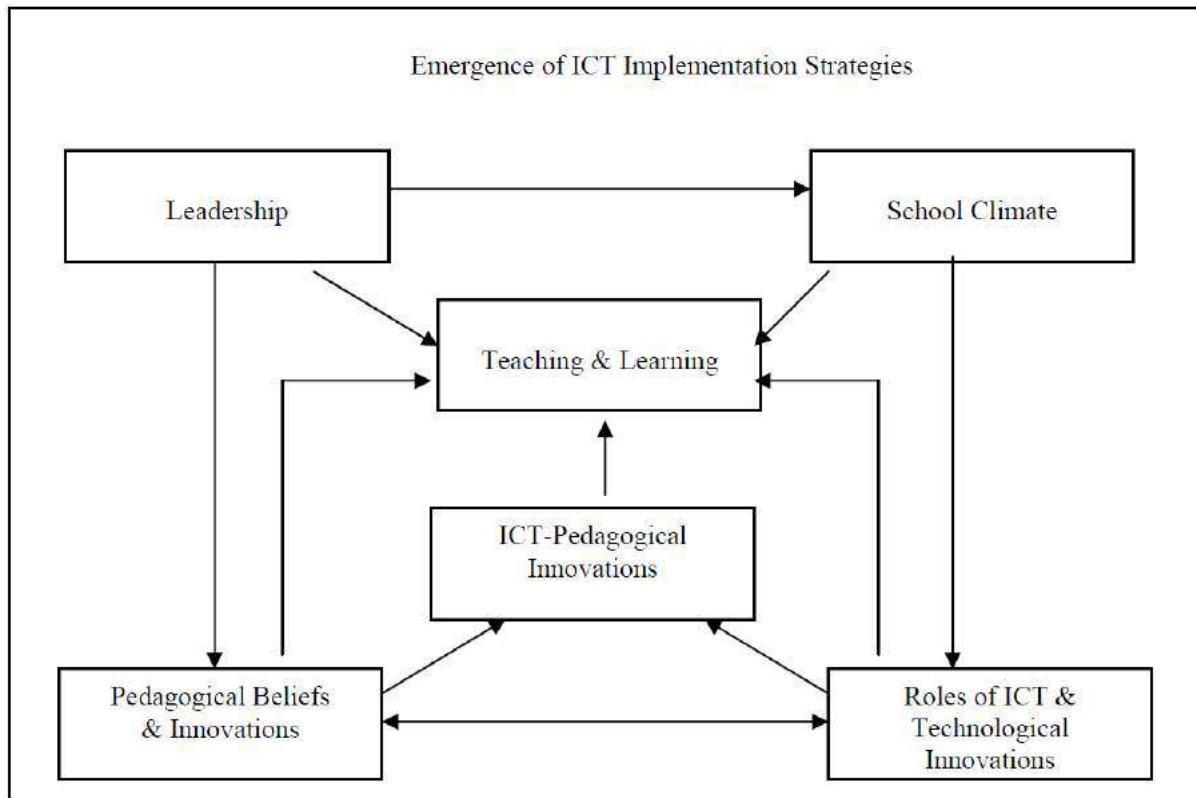 Emergence of ICT Implementation Strategies
Leadership
School Climate
Teaching & Learning
ICT-Pedagogical
Innovations
Pedagogical Beliefs
& Innovations
Roles of ICT &
Technological
Innovations